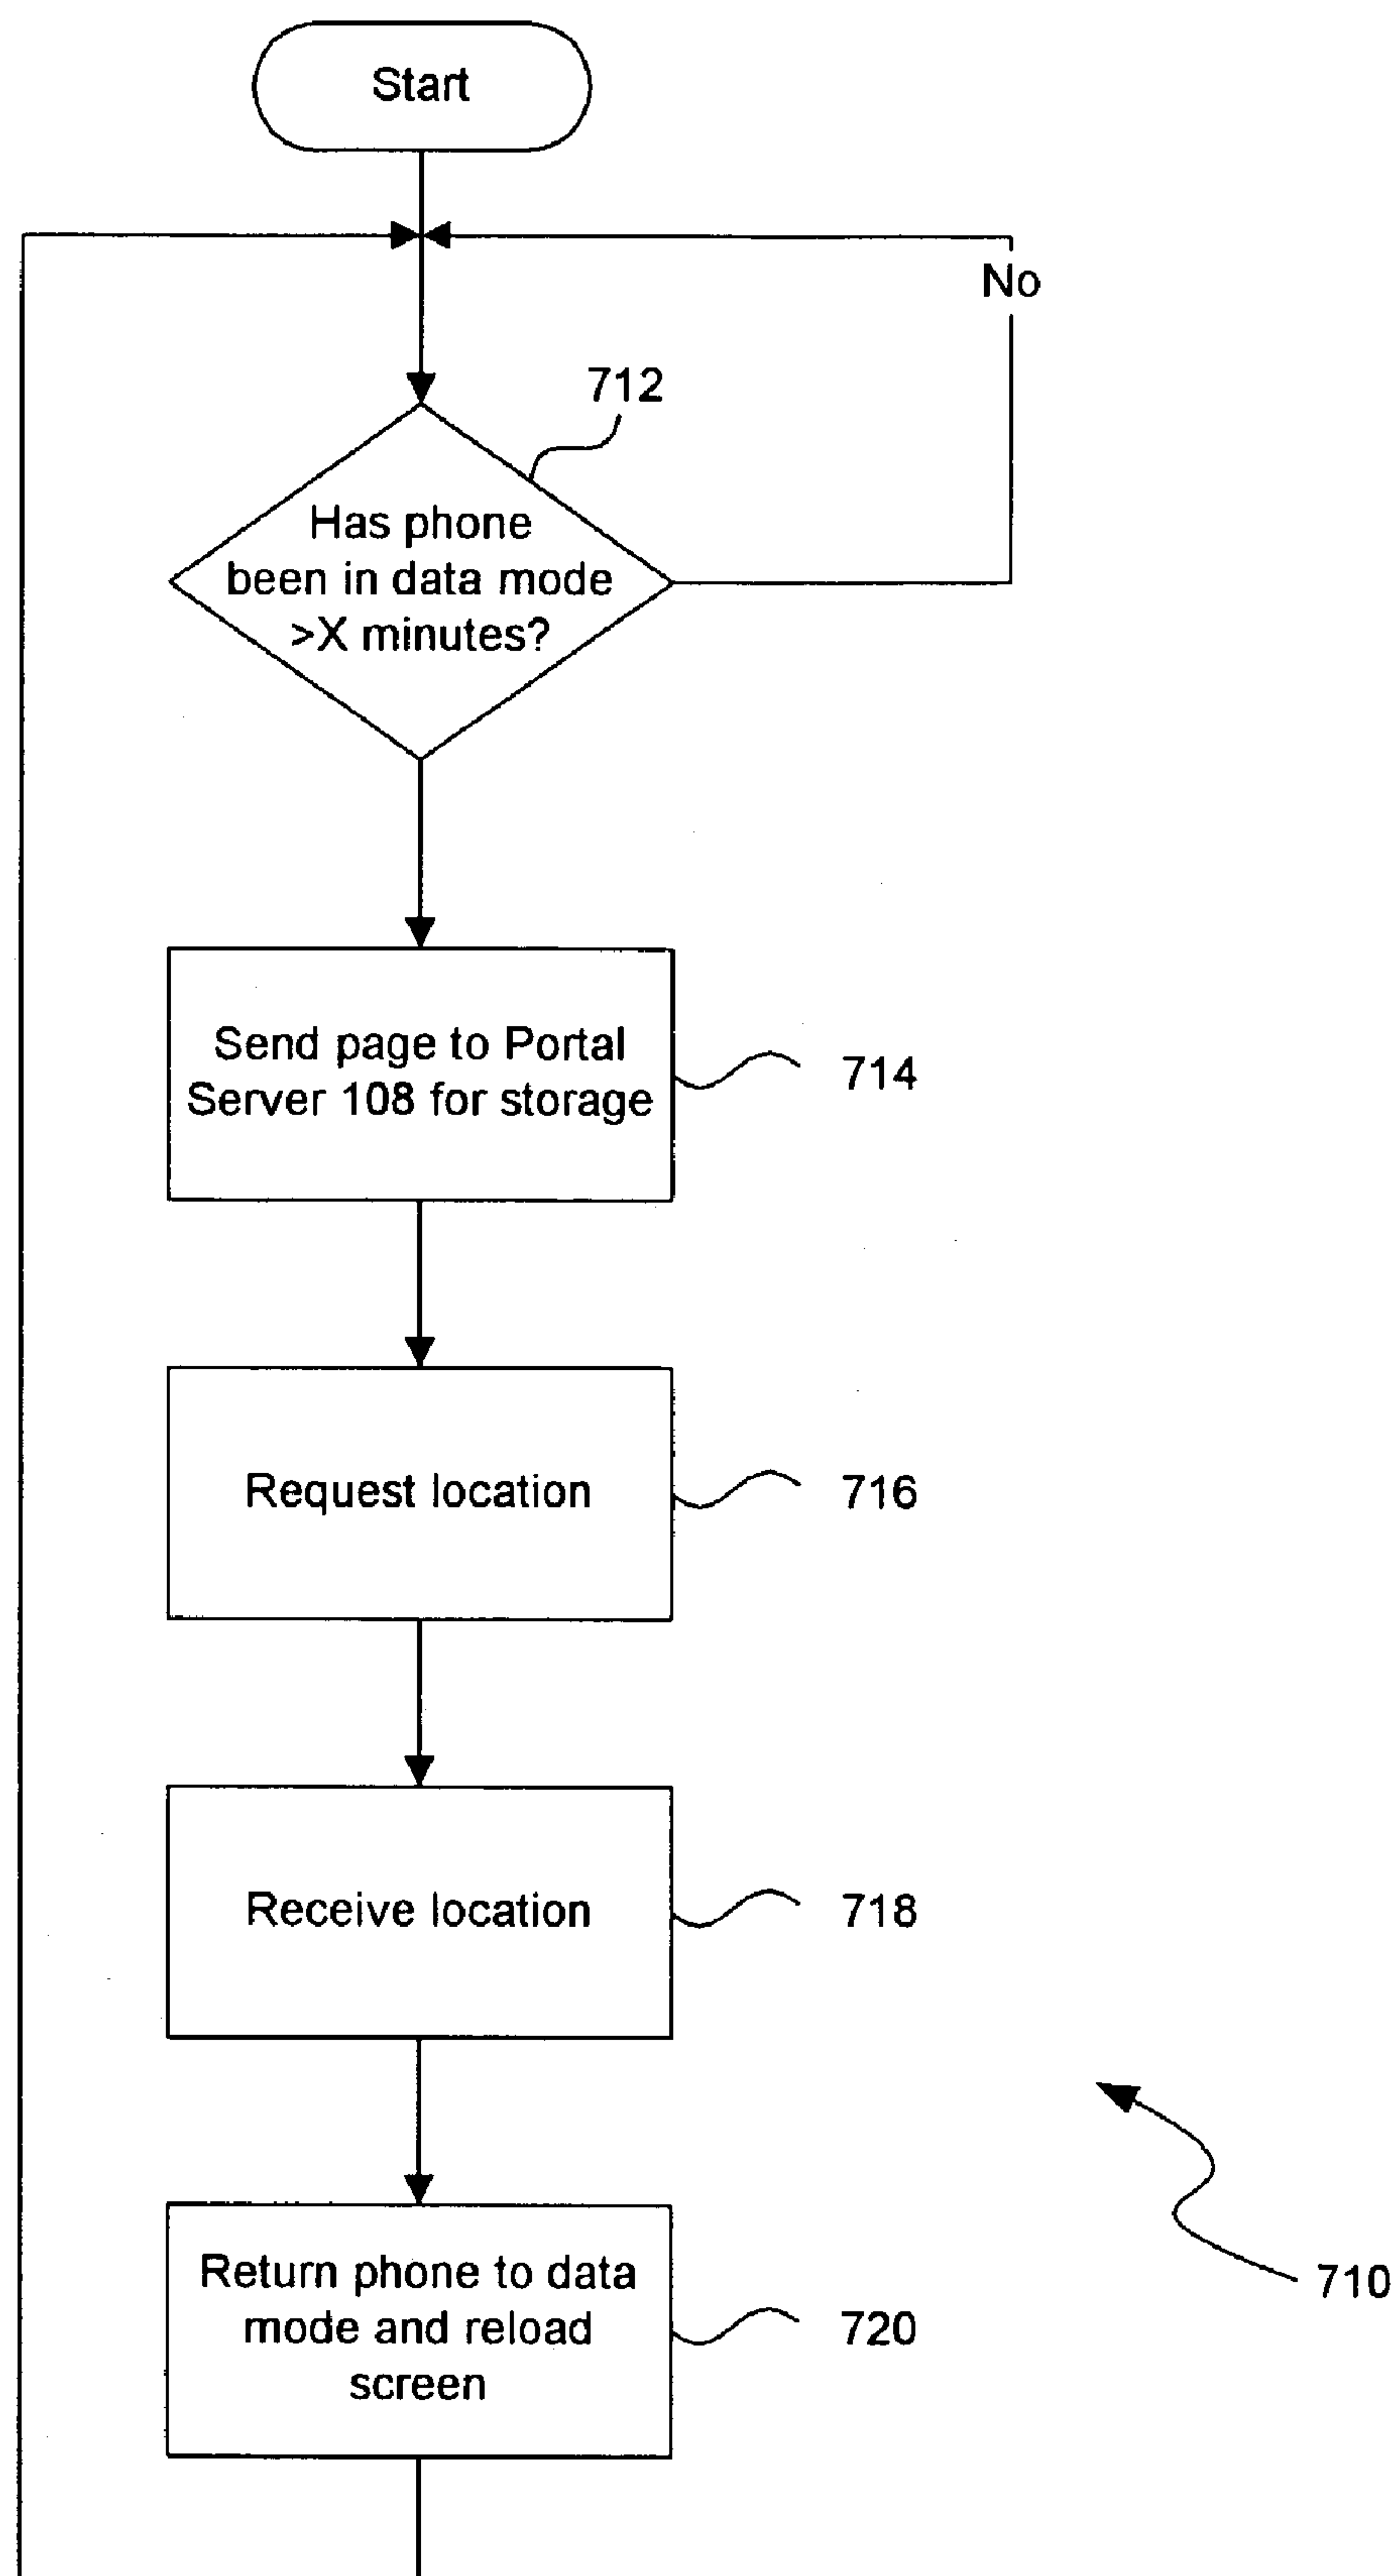 Start
No
712
Has phone
been in data mode
>X minutes?
Send page to Portal
Server 108 for storage
714
Request location
716
Receive location
718
Return phone to data
mode and reload
screen
720
710